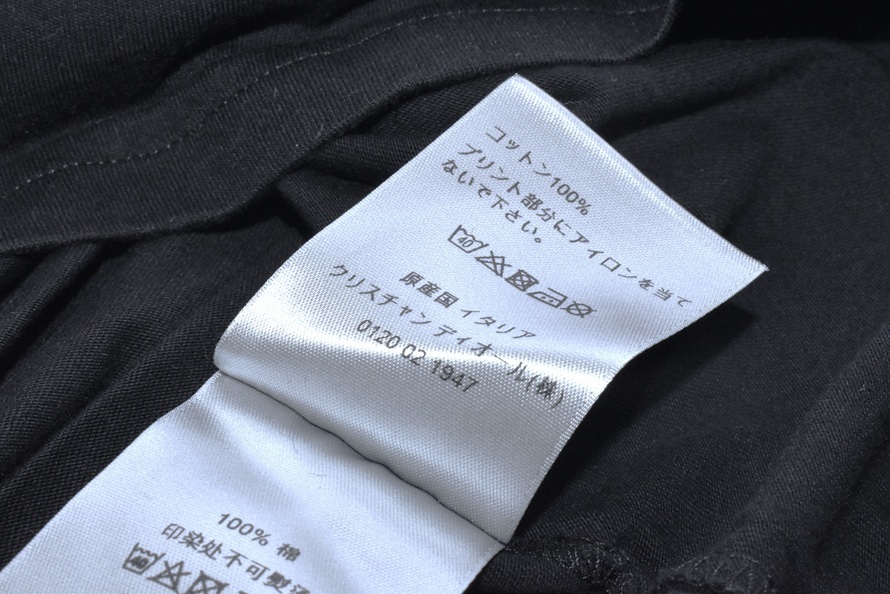 コットン100%
プリント部分にアイロンを当て
ないで下さい。
40
原産国 イタリア
クリスチャン ディオール(株)
0120 02 1947
100% 棉
印染处不可熨烫
40